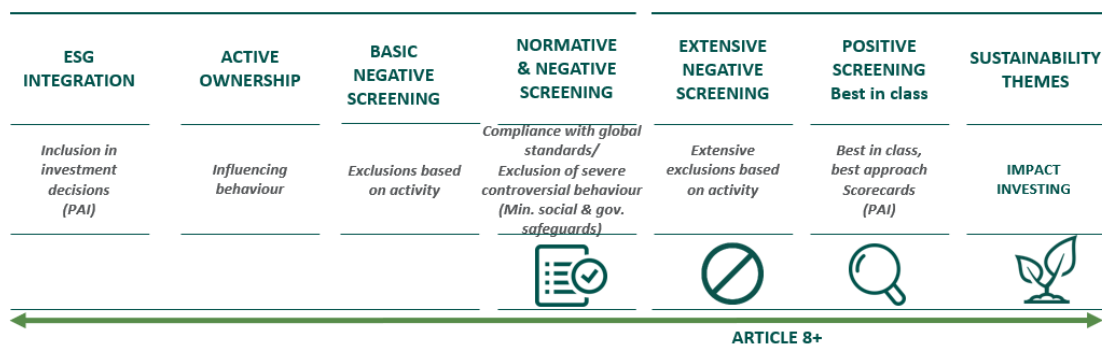 ESG
INTEGRATION
ACTIVE
OWNERSHIP
BASIC
NEGATIVE
SCREENING
NORMATIVE
& NEGATIVE
SCREENING
EXTENSIVE
NEGATIVE
SCREENING
POSITIVE
SCREENING
Best in class
SUSTAINABILITY
THEMES
Inclusion in
investment
decisions
(PAI)
Influencing
behaviour
Exclusions based
on activity
Compliance with global
standards/
Exclusion of severe
controversial behaviour
(Min. social & gov.
safeguards)
Extensive
exclusions based
on activity
Best in class,
best approach
Scorecards
(PAI)
IMPACT
INVESTING
ARTICLE 8+